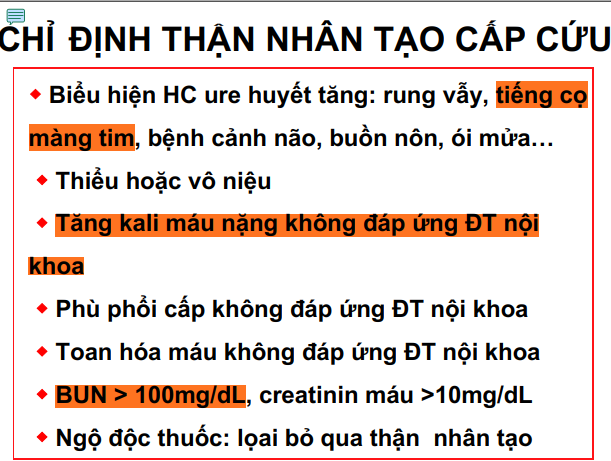 CHỈ ĐỊNH THẬN NHÂN TẠO CẤP CỨU
Biểu hiện HC ure huyết tăng: rung vẫy, tiếng cọ
màng tim, bệnh cảnh não, buồn nôn, ói mửa…
Thiểu hoặc vô niệu
Tăng kali máu nặng không đáp ứng ĐT nội
khoa
Phù phổi cấp không đáp ứng ĐT nội khoa
Toan hóa máu không đáp ứng ĐT nội khoa
BUN > 100mg/dL, creatinin máu >10mg/dL
Ngộ độc thuốc: lọai bỏ qua thận nhân tạo